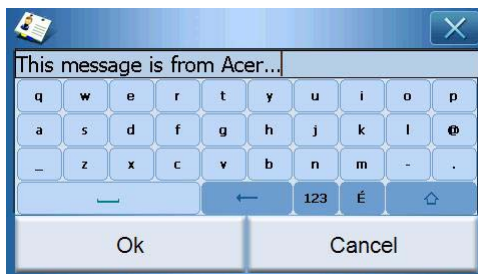 This message is from Acer...
q w e r t y u i o p
a s d f g h j k l @
_ z x c v b n m - .
123 É
Ok Cancel